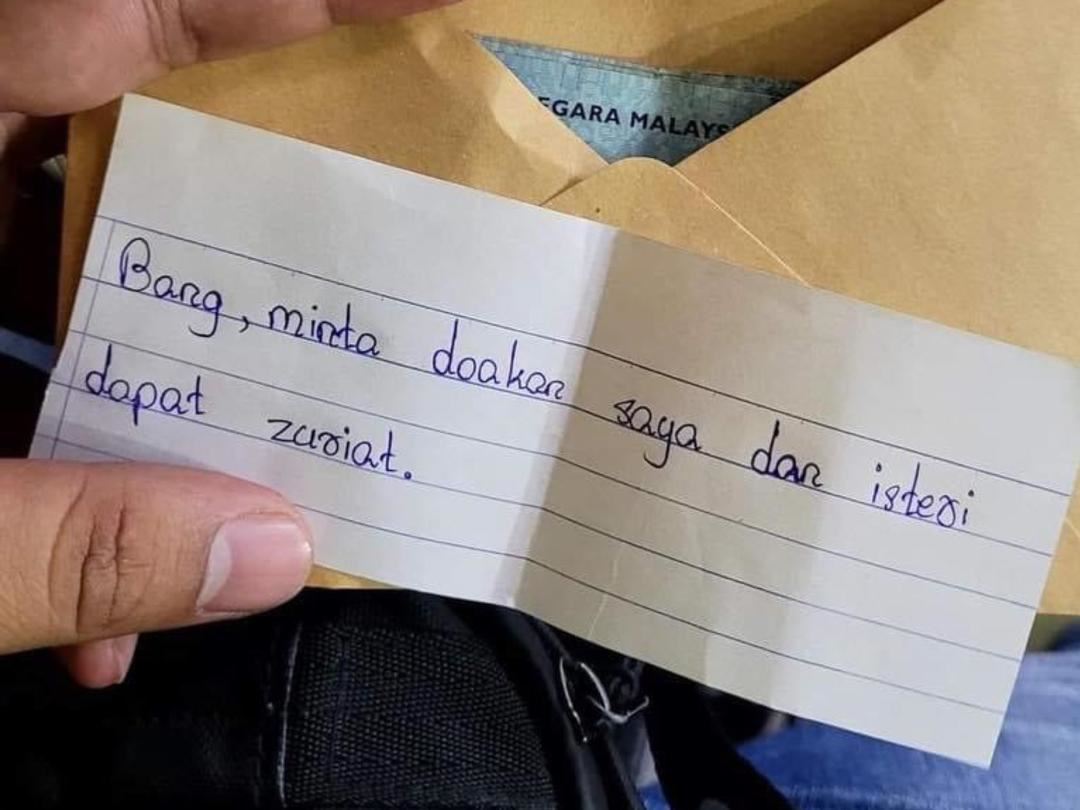 EGARA MALAYS
Bang, minta doakan saya dan isteri
dapat zuriat.